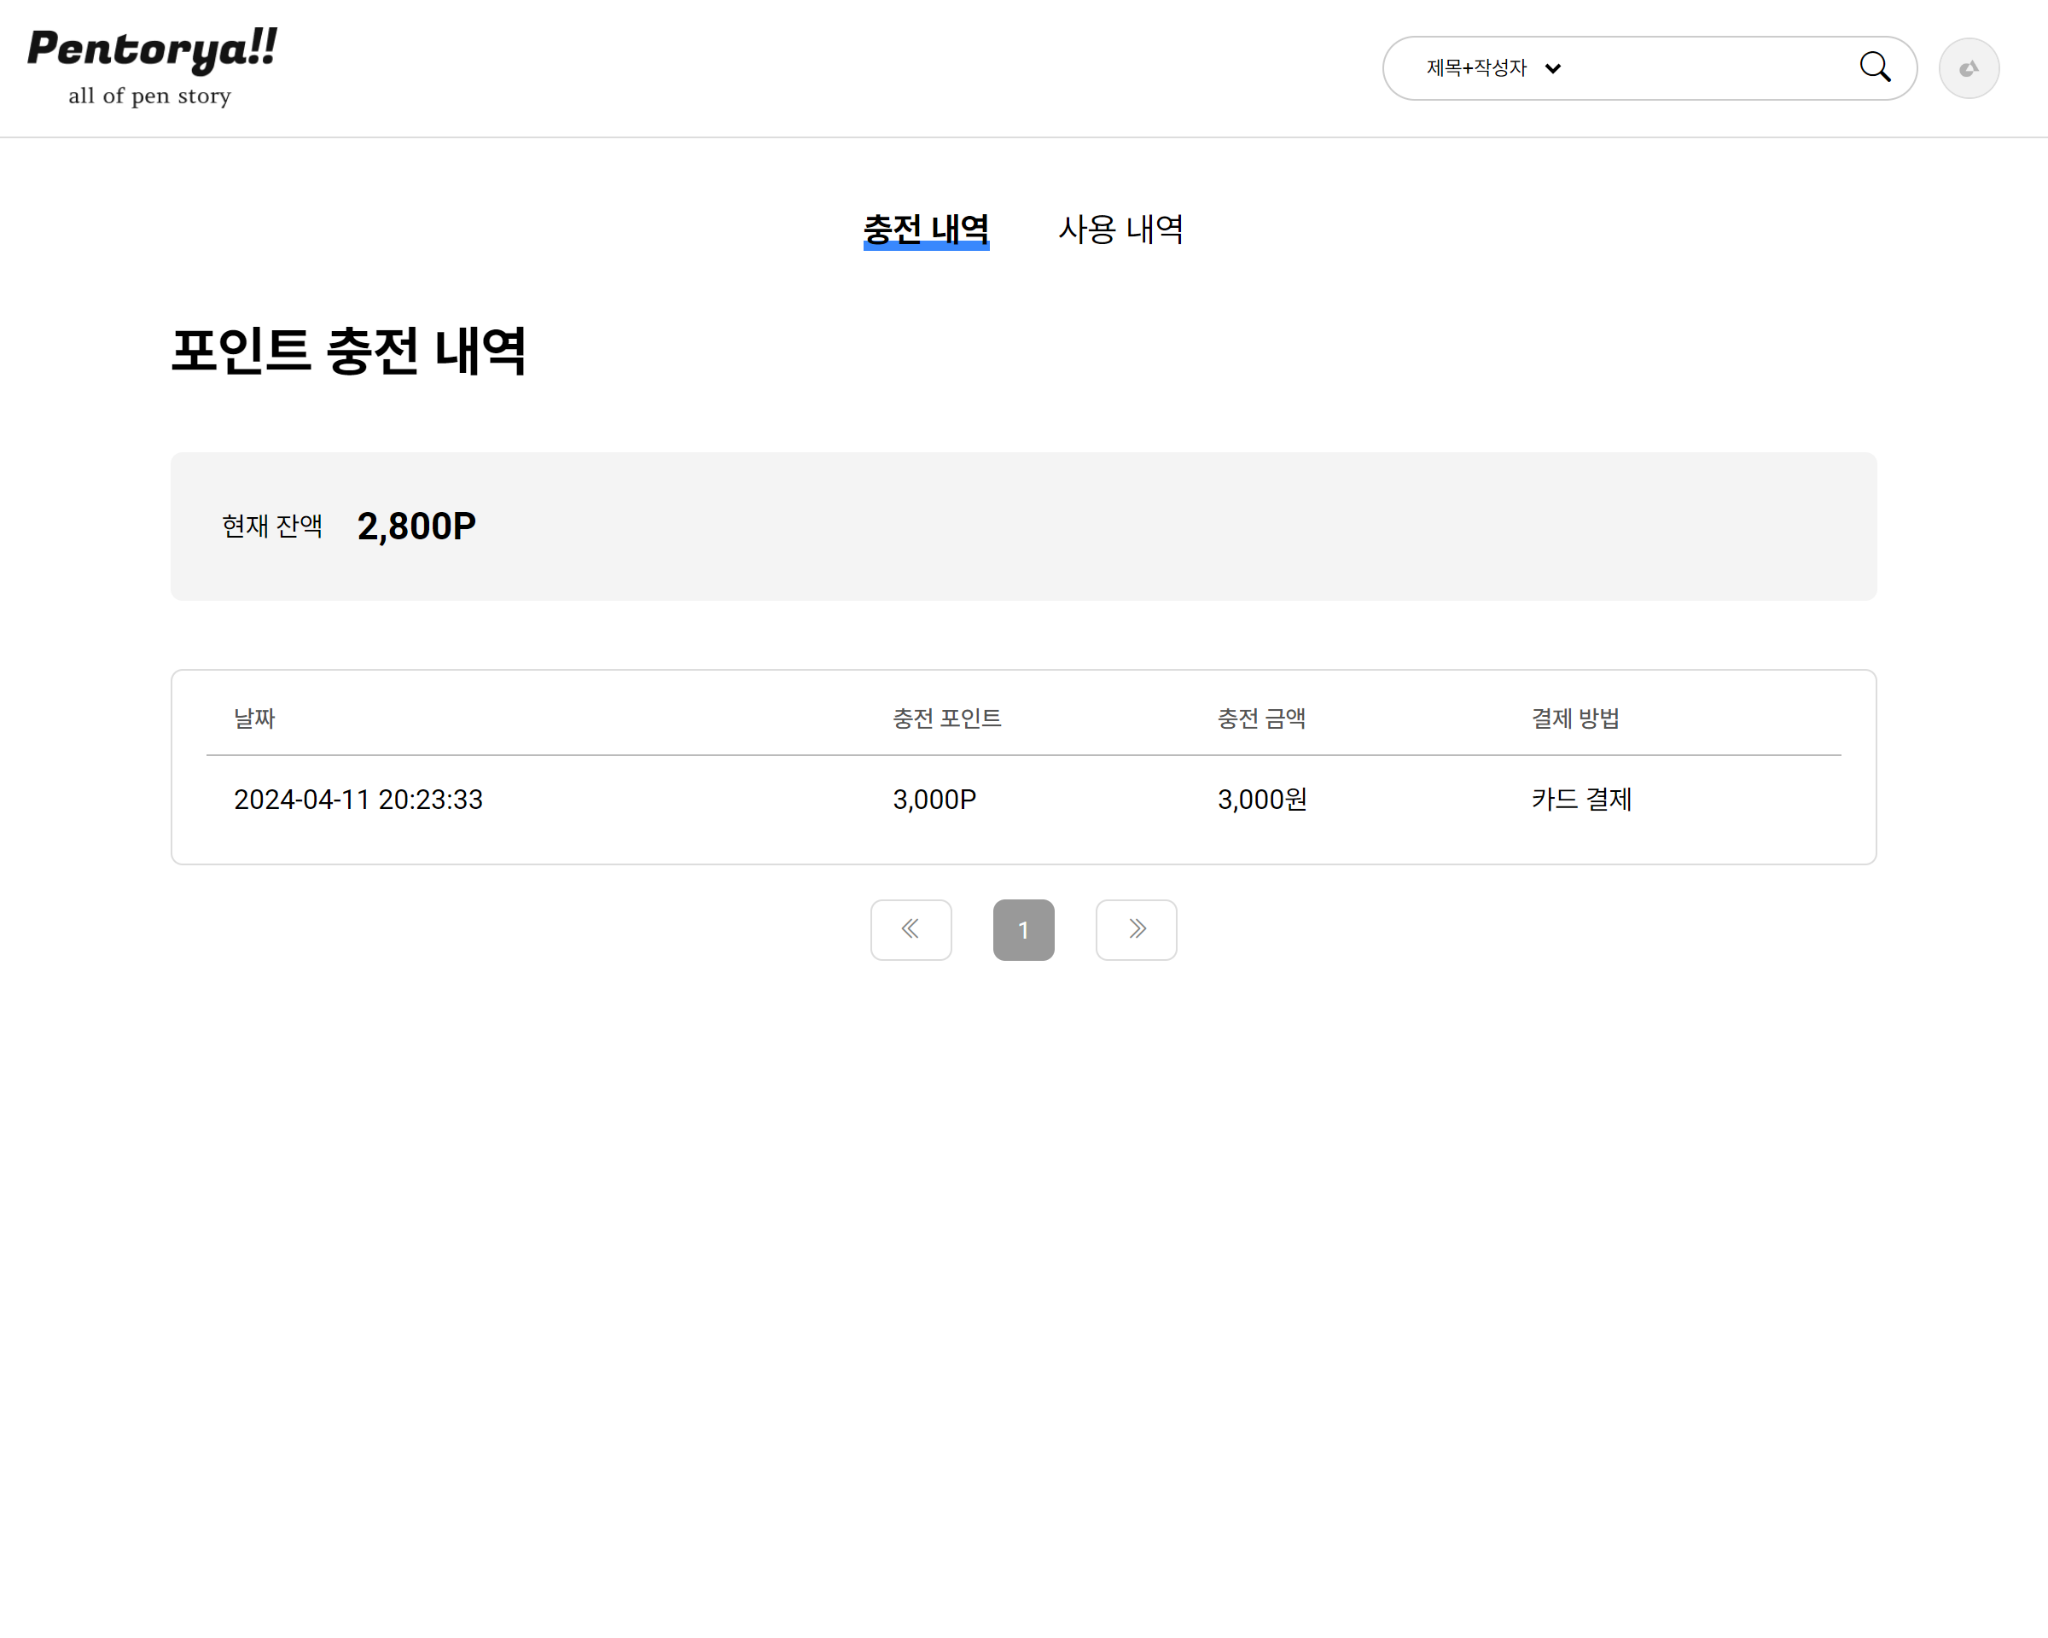 Pentorya!!
all of pen story
제목+작성자
충전 내역 사용 내역
포인트 충전 내역
현재 잔액 2,800P
날짜 충전 포인트 충전 금액 결제 방법
2024-04-11 20:23:33 3,000P 3,000원 카드 결제
1